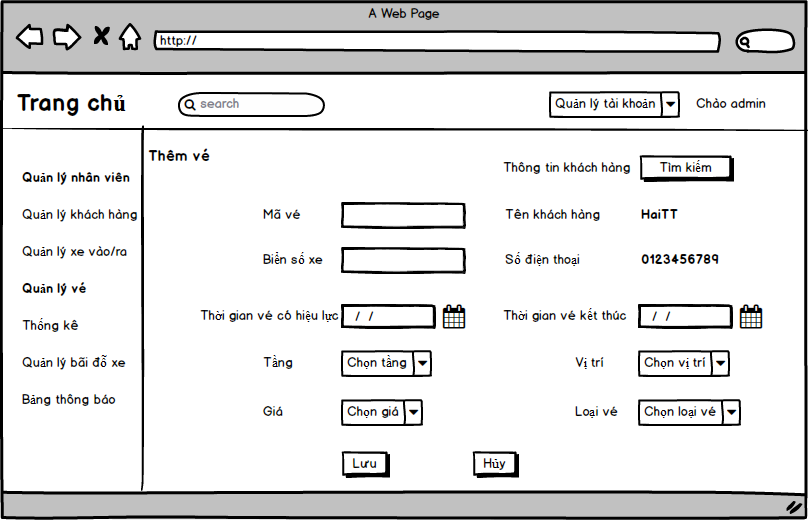 A Web Page
http://
Trang chủ
search
Quản lý tài khoản
Chào admin
Quản lý nhân viên
Quản lý khách hàng
Quản lý xe vào/ra
Quản lý vé
Thống kê
Quản lý bãi đỗ xe
Bảng thông báo
Thêm vé
Thông tin khách hàng
Tìm kiếm
Mã vé
Tên khách hàng
HaiTT
Biển số xe
Số điện thoại
0123456789
Thời gian vé có hiệu lực
/ /
Thời gian vé kết thúc
/ /
Tầng
Chọn tầng
Vị trí
Chọn vị trí
Giá
Chọn giá
Loại vé
Chọn loại vé
Lưu
Hủy